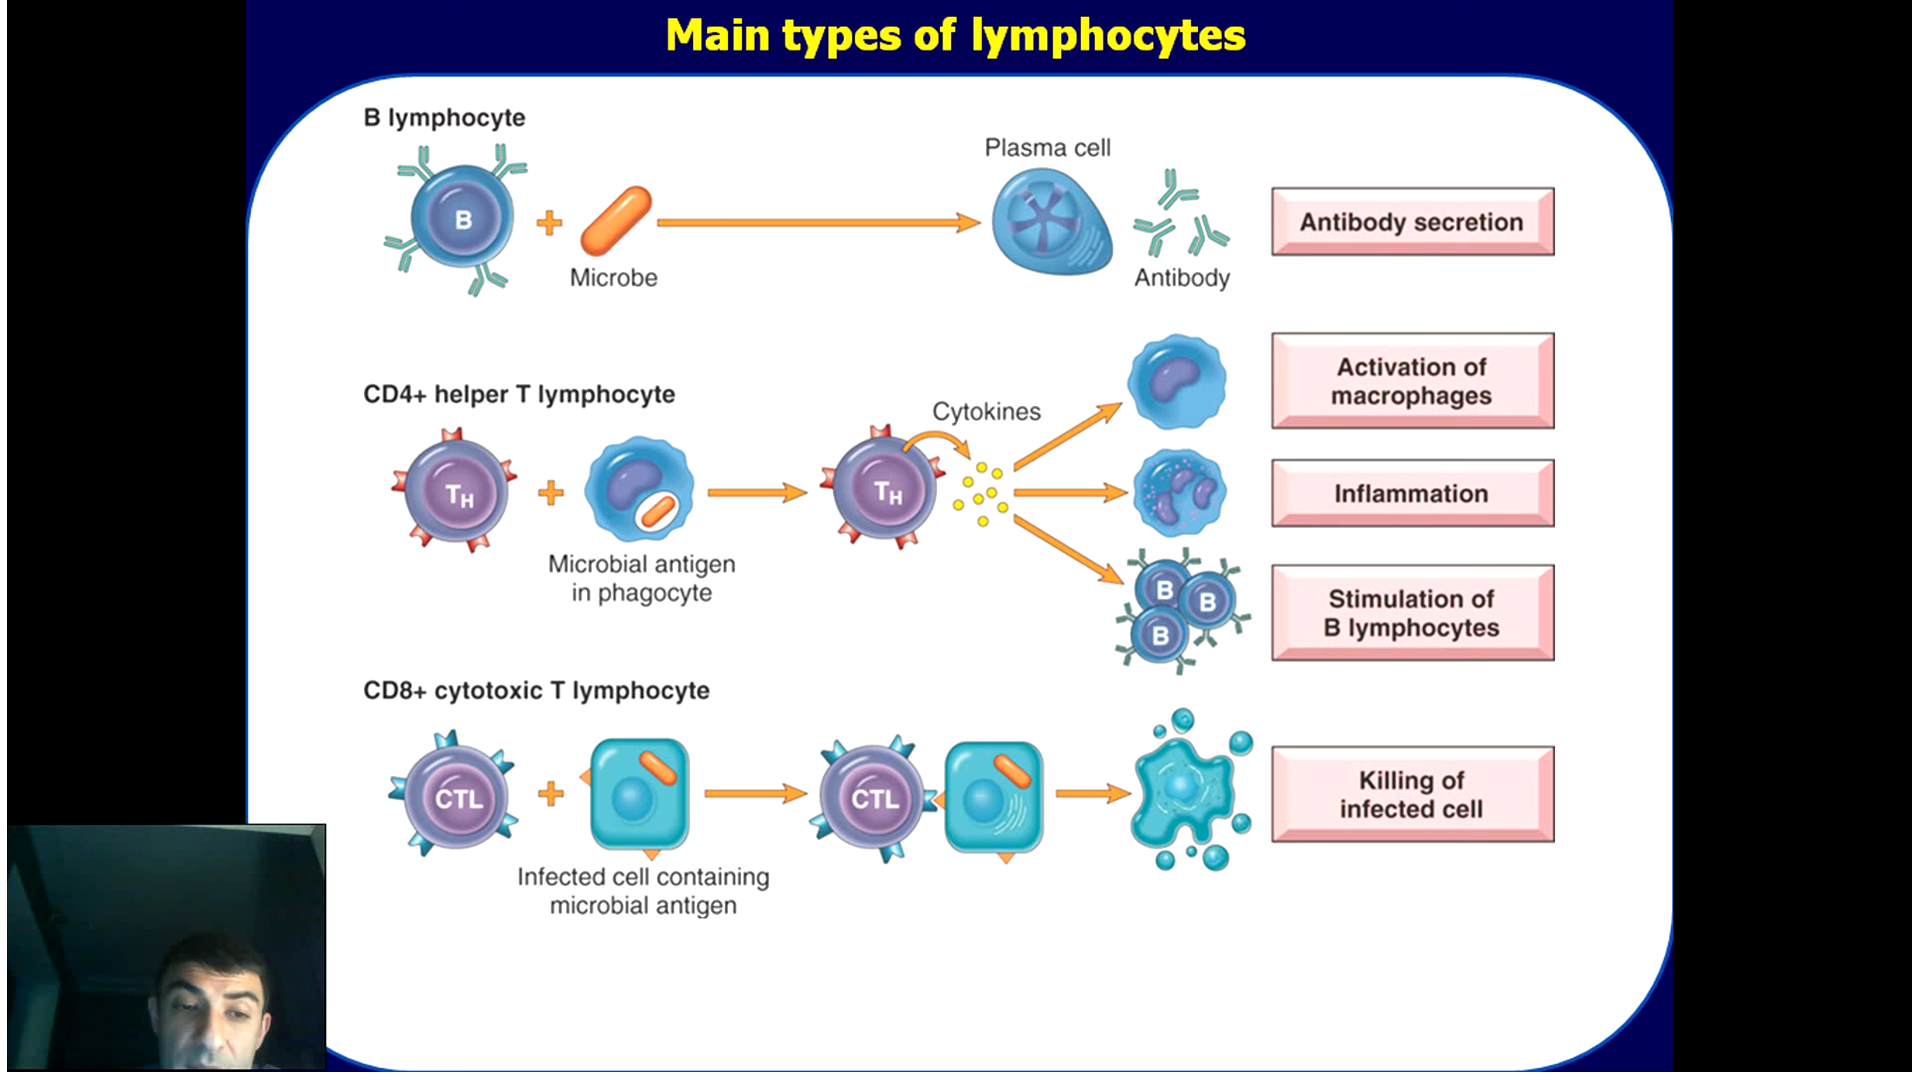 Main types of lymphocytes
B lymphocyte
B
Microbe
Plasma cell
Antibody
Antibody secretion
CD4+ helper T lymphocyte
TH
Microbial antigen
in phagocyte
TH
Cytokines
Activation of
macrophages
Inflammation
B
B
B
Stimulation of
B lymphocytes
CD8+ cytotoxic T lymphocyte
CTL
Infected cell containing
microbial antigen
CTL
Killing of
infected cell